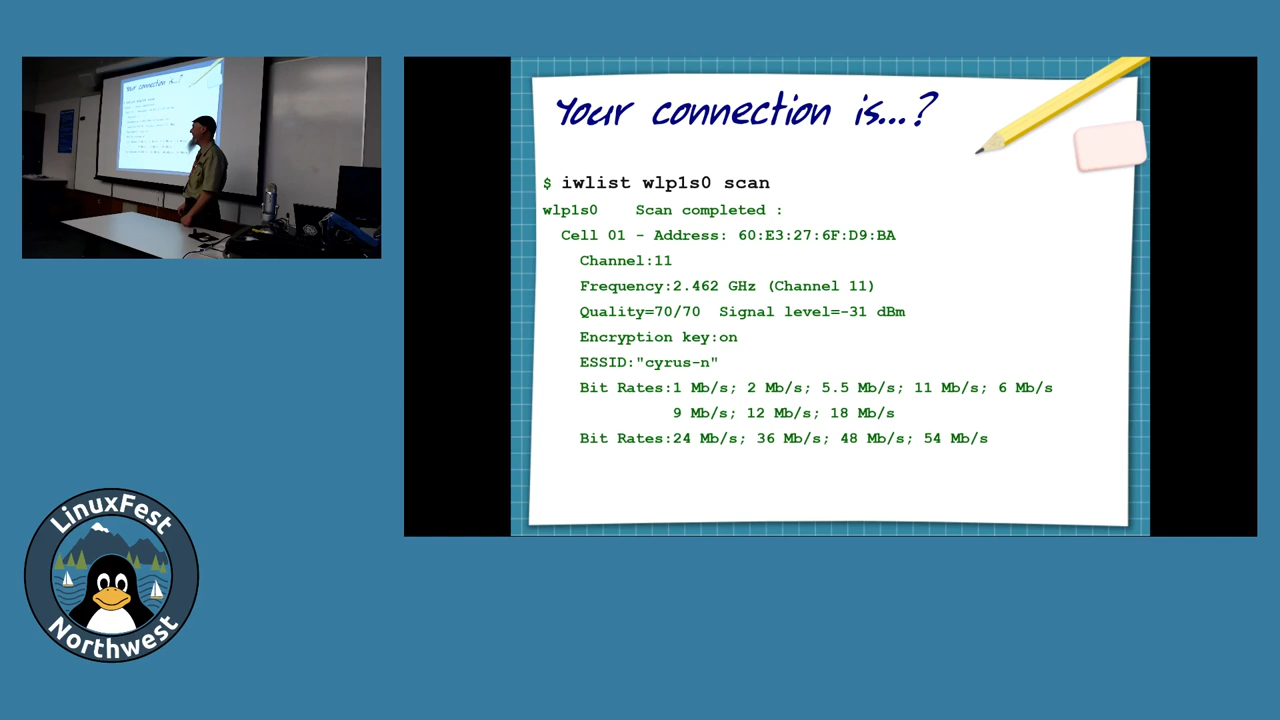 Your connection is...?
$ iwlist wlp1s0 scan
wlp1s0    Scan completed :
Cell 01 - Address: 60:E3:27:6F:D9:BA
Channel:11
Frequency:2.462 GHz (Channel 11)
Quality=70/70  Signal level=-31 dBm
Encryption key:on
ESSID:"cyrus-n"
Bit Rates:1 Mb/s; 2 Mb/s; 5.5 Mb/s; 11 Mb/s; 6 Mb/s
9 Mb/s; 12 Mb/s; 18 Mb/s
Bit Rates:24 Mb/s; 36 Mb/s; 48 Mb/s; 54 Mb/s
Your connection is...?
LinuxFest
Northwest